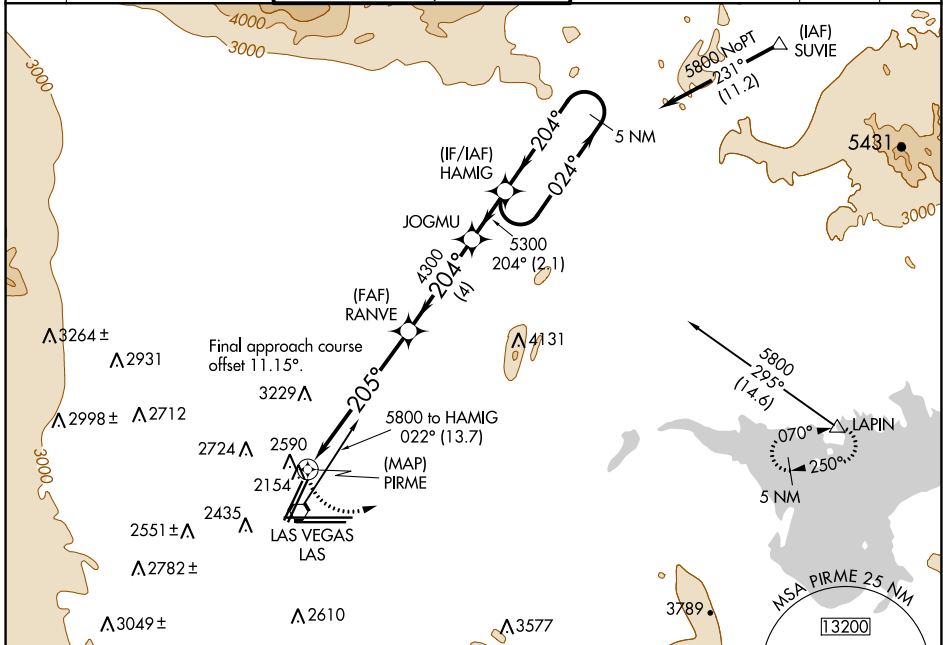 4000
3000
3000
(IAF)
SUVIE
5800 NoPT
231°
(11.2)
5431
3000
204°
024°
5 NM
(IF/IAF)
HAMIG
JOGMU
5300
204° (2.1)
4300
204°
(4)
(FAF)
RANVE
4131
3264 ±
2931
Final approach course
offset 11.15°.
3229
205°
5800
295°
(14.6)
2998 ±
2712
5800 to HAMIG
022° (13.7)
LAPIN
070°
250°
5 NM
3000
2724
2590
2154
(MAP)
PIRME
2435
2551 ±
LAS VEGAS
LAS
2782 ±
3049 ±
2610
3577
3789
MSA PIRME 25 NM
13200